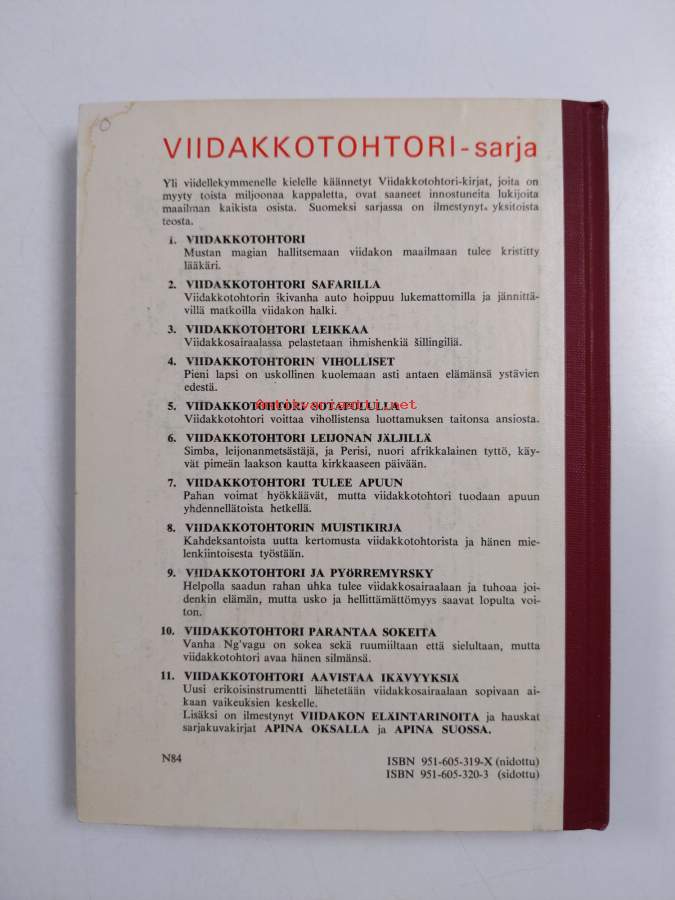 VIIDAKKOTOHTORI - sarja
Yli viidellekymmenelle kielelle käännetyt Viidakkotohtori-kirjat, joita on
myyty toista miljoonaa kappaletta, ovat saaneet innostuneita lukijoita
maailman kaikista osista. Suomeksi sarjassa on ilmestynyt yksitoista
teosta.
1. VIIDAKKOTOHTORI
Mustan magian hallitsemaan viidakon maailmaan tulee kristitty
lääkäri.
2. VIIDAKKOTOHTORI SAFARILLA
Viidakkotohtorin ikivanha auto hoippuu lukemattomilla ja jännittä-
villä matkoilla viidakon halki.
3. VIIDAKKOTOHTORI LEIKKAA
Viidakkosairaalassa pelastetaan ihmishenkiä šillingillä.
4. VIIDAKKOTOHTORIN VIHOLLISET
Pieni lapsi on uskollinen kuolemaan asti antaen elämänsä ystävien
edestä.
5. VIIDAKKOTOHTORI SOTAPOLULLA
Antikvariantti.net
Viidakkotohtori voittaa vihollistensa luottamuksen taitonsa ansiosta.
6. VIIDAKKOTOHTORI LEIJONAN JÄLJILLÄ
Simba, leijonanmetsästäjä, ja Perisi, nuori afrikkalainen tyttö, käy-
vät pimeän laakson kautta kirkkaaseen päivään.
7. VIIDAKKOTOHTORI TULEE APUUN
Pahan voimat hyökkäävät, mutta viidakkotohtori tuodaan apuun
yhdennellätoista hetkellä.
8. VIIDAKKOTOHTORIN MUISTIKIRJA
Kahdeksantoista uutta kertomusta viidakkotohtorista ja hänen mie-
lenkiintoisesta työstään.
9. VIIDAKKOTOHTORI JA PYÖRREMYRSKY
Helpolla saadun rahan uhka tulee viidakkosairaalaan ja tuhoaa joi-
denkin elämän, mutta usko ja hellittämättömyys saavat lopulta voi-
ton.
10. VIIDAKKOTOHTORI PARANTAA SOKEITA
Vanha Ng'vagu on sokea sekä ruumiiltaan että sielultaan, mutta
viidakkotohtori avaa hänen silmänsä.
11. VIIDAKKOTOHTORI AAVISTAA IKÄVYYKSIÄ
Uusi erikoisinstrumentti lähetetään viidakkosairaalaan sopivaan ai-
kaan vaikeuksien keskelle.
Lisäksi on ilmestynyt VIIDAKON ELÄINTARINOITA ja hauskat
sarjakuvakirjat APINA OKSALLA ja APINA SUOSSA.
N84
ISBN 951-605-319-X (nidottu)
ISBN 951-605-320-3 (sidottu)